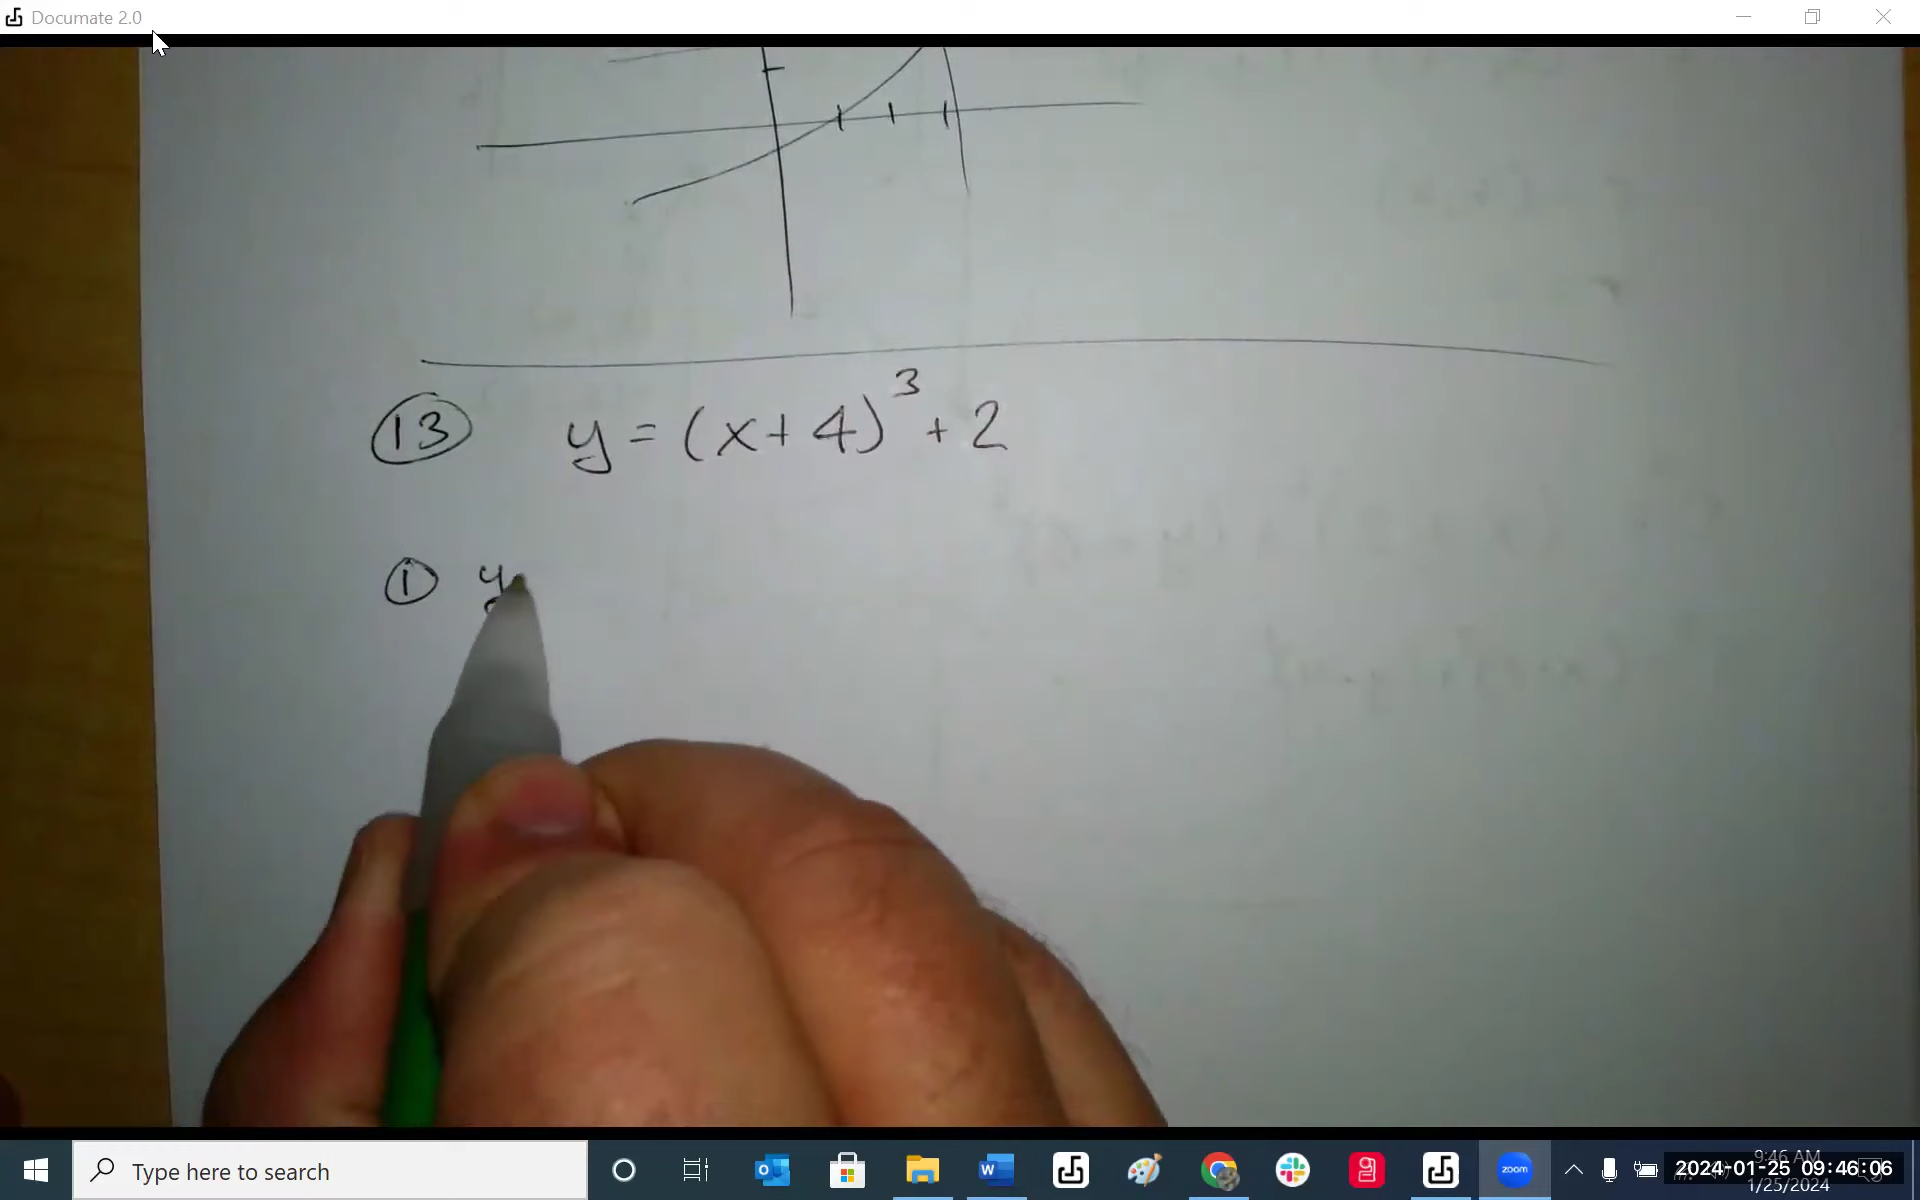 Documate 2.0
13 y = (x+4)³ + 2
1 y
Type here to search
2024-01-25 09:46:06
9:46 AM
1/25/2024
zoom